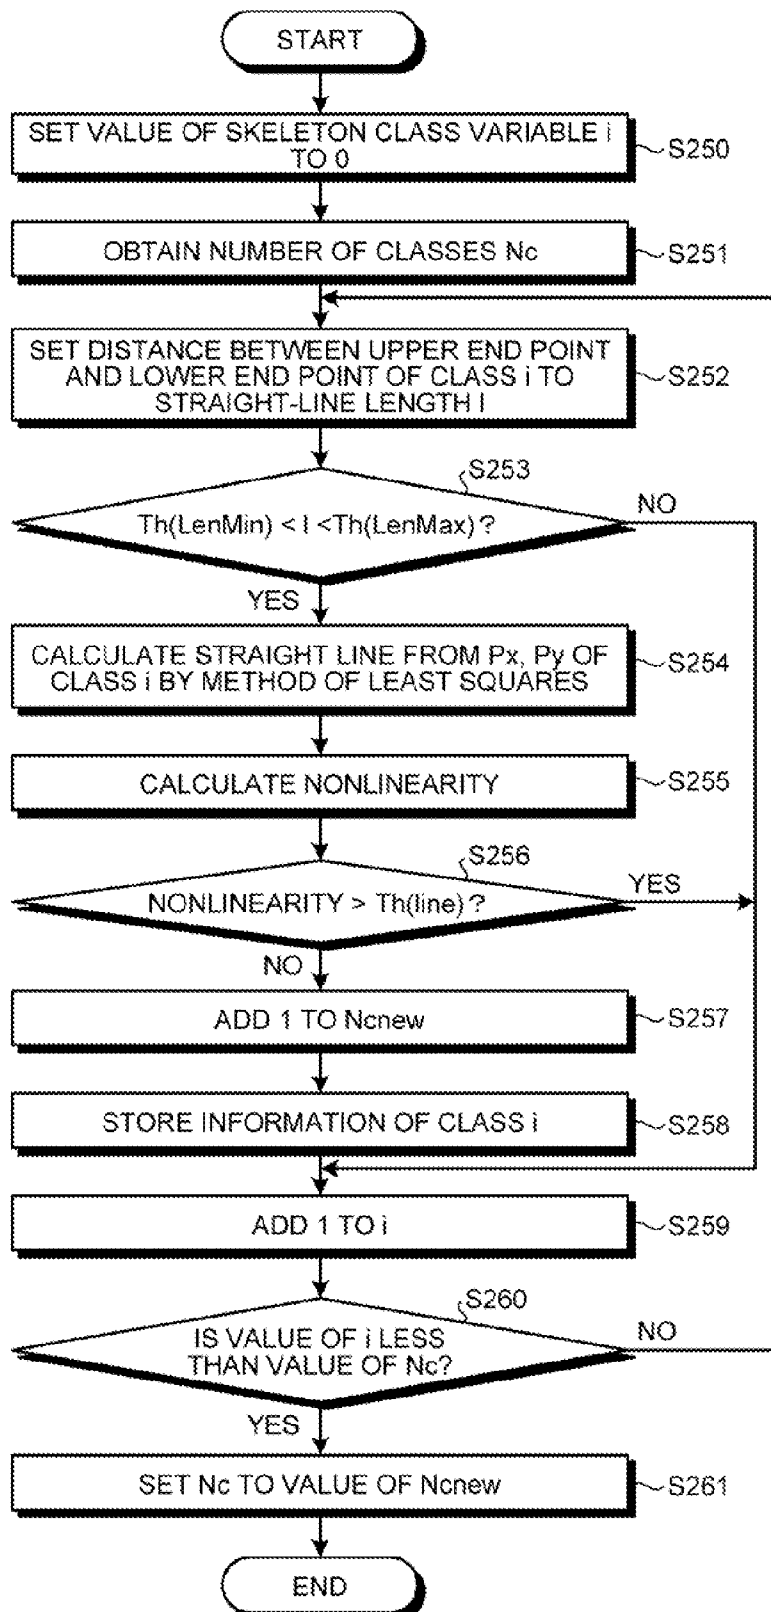 START
SET VALUE OF SKELETON CLASS VARIABLE i
TO 0
S250
OBTAIN NUMBER OF CLASSES Nc
S251
SET DISTANCE BETWEEN UPPER END POINT
AND LOWER END POINT OF CLASS i TO
STRAIGHT-LINE LENGTH l
S252
S253
Th(LenMin) < l <Th(LenMax)?
NO
YES
CALCULATE STRAIGHT LINE FROM Px, Py OF
CLASS i BY METHOD OF LEAST SQUARES
S254
CALCULATE NONLINEARITY
S255
S256
NONLINEARITY > Th(line)?
YES
NO
ADD 1 TO Ncnew
S257
STORE INFORMATION OF CLASS i
S258
ADD 1 TO i
S259
S260
IS VALUE OF i LESS
THAN VALUE OF Nc?
NO
YES
SET Nc TO VALUE OF Ncnew
S261
END